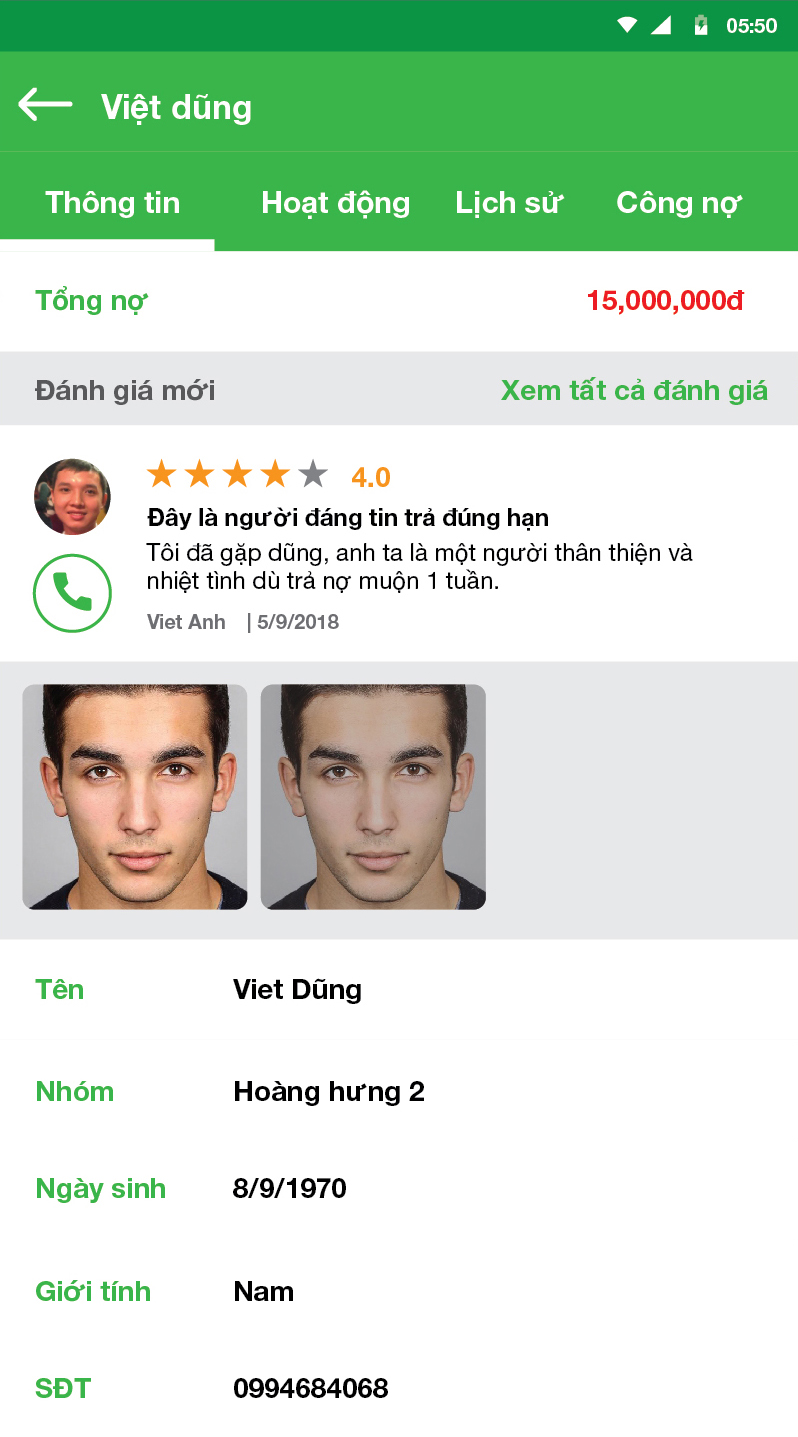 05:50
Việt dũng
Thông tin Hoạt động Lịch sử Công nợ
Tổng nợ 15,000,000đ
Đánh giá mới Xem tất cả đánh giá
4.0
Đây là người đáng tin trả đúng hạn
Tôi đã gặp dũng, anh ta là một người thân thiện và
nhiệt tình dù trả nợ muộn 1 tuần.
Viet Anh | 5/9/2018
Tên Viet Dũng
Nhóm Hoàng hưng 2
Ngày sinh 8/9/1970
Giới tính Nam
SĐT 0994684068